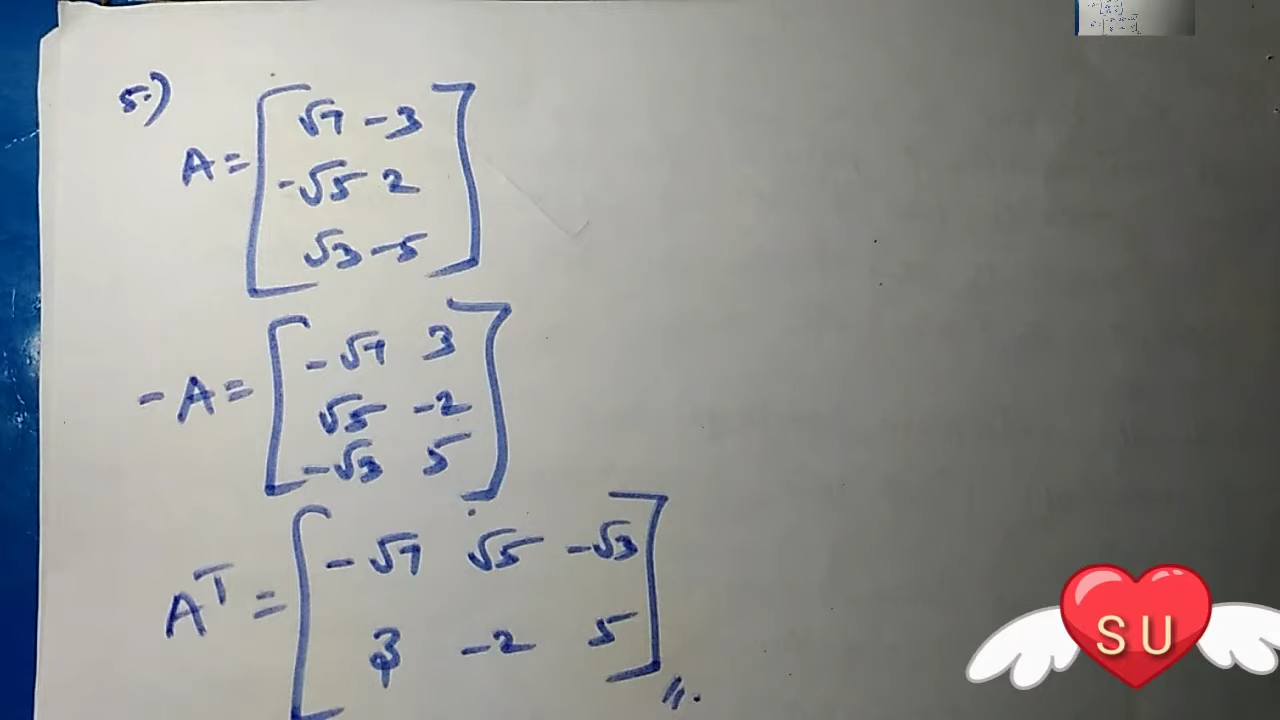 5.)
√7 -3
A = -√5 2
√3 -5
-√7 3
-A = √5 -2
-√3 5
-√7 √5 -√3
Aᵀ =
3 -2 5
S U